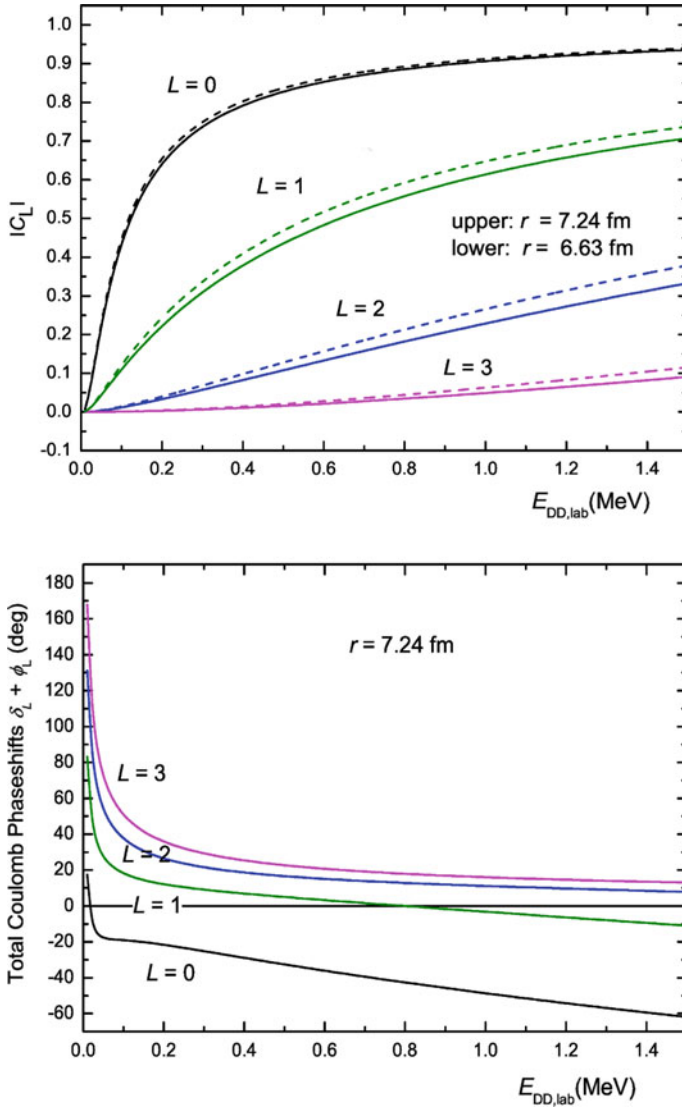 1.0
0.9
0.8
0.7
0.6
0.5
0.4
0.3
0.2
0.1
0.0
-0.1
|C_L|
L = 0
L = 1
upper: r = 7.24 fm
lower: r = 6.63 fm
L = 2
L = 3
0.0 0.2 0.4 0.6 0.8 1.0 1.2 1.4
E_DD,lab(MeV)
180
160
140
120
100
80
60
40
20
0
-20
-40
-60
Total Coulomb Phaseshifts δ_L + ϕ_L (deg)
r = 7.24 fm
L = 3
L = 2
L = 1
L = 0
0.0 0.2 0.4 0.6 0.8 1.0 1.2 1.4
E_DD,lab(MeV)